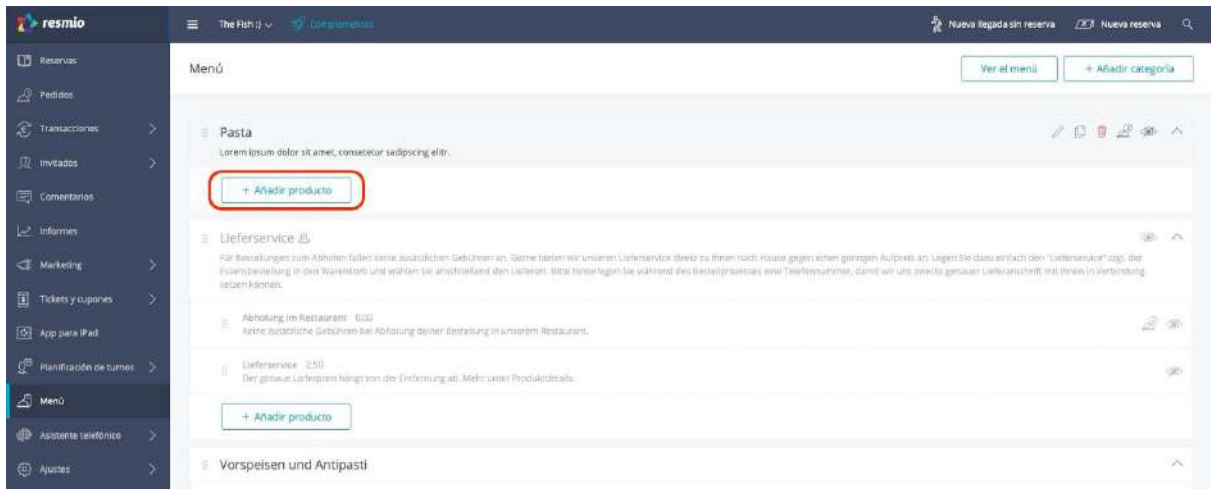 resmio
The Fish :)
Complementos
Nueva llegada sin reserva
Nueva reserva
Reservas
Pedidos
Transacciones
Invitados
Comentarios
Informes
Marketing
Tickets y cupones
App para iPad
Planificación de turnos
Menú
Asistente telefónico
Ajustes
Menú
Ver el menú
+ Añadir categoría
Pasta
Lorem ipsum dolor sit amet, consetetur sadipscing elitr.
+ Añadir producto
Lieferservice
Für Bestellungen zum Abholen fallen keine zusätzlichen Gebühren an. Gerne bieten wir unseren Lieferservice direkt zu Ihnen nach Hause gegen einen geringen Aufpreis an. Legen Sie dazu einfach den "Lieferservice" zzgl. der
Essensbestellung in den Warenkorb und wählen Sie anschließend den Lieferort. Bitte hinterlegen Sie während des Bestellprozesses eine Telefonnummer, damit wir uns zwecks genauer Lieferanschrift mit Ihnen in Verbindung
setzen können.
Abholung im Restaurant 0,00
Keine zusätzliche Gebühren bei Abholung deiner Bestellung in unserem Restaurant.
Lieferservice 2,50
Der genaue Lieferpreis hängt von der Entfernung ab. Mehr unter Produktdetails.
+ Añadir producto
Vorspeisen und Antipasti